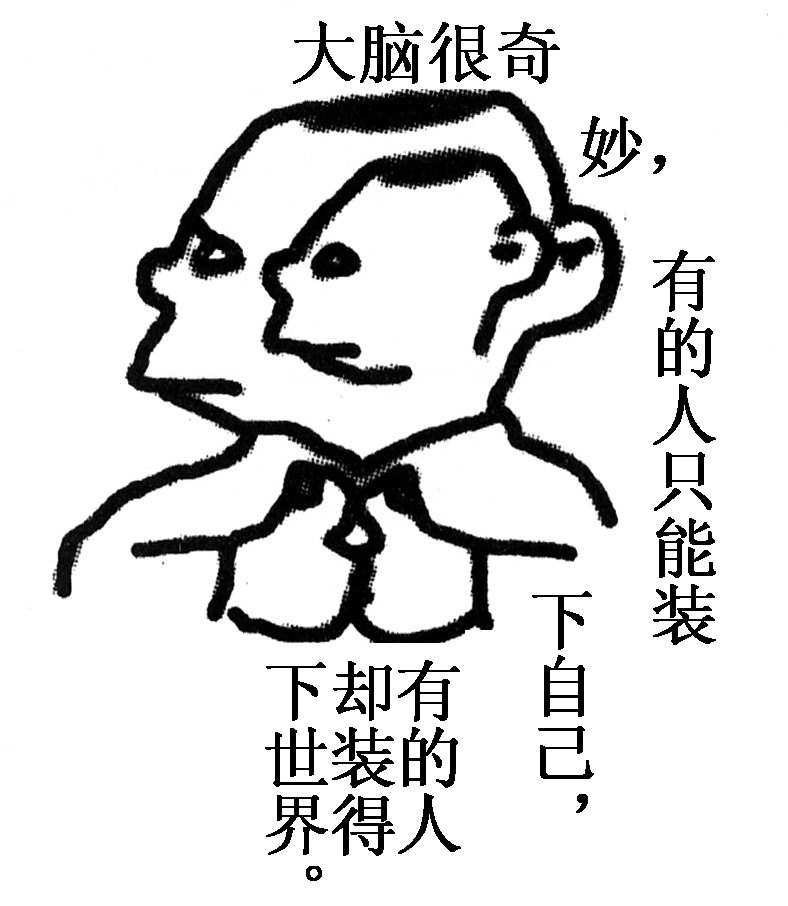 大脑很奇
妙，
有的人只能装
下自己，
有的人
却装得
下世界。